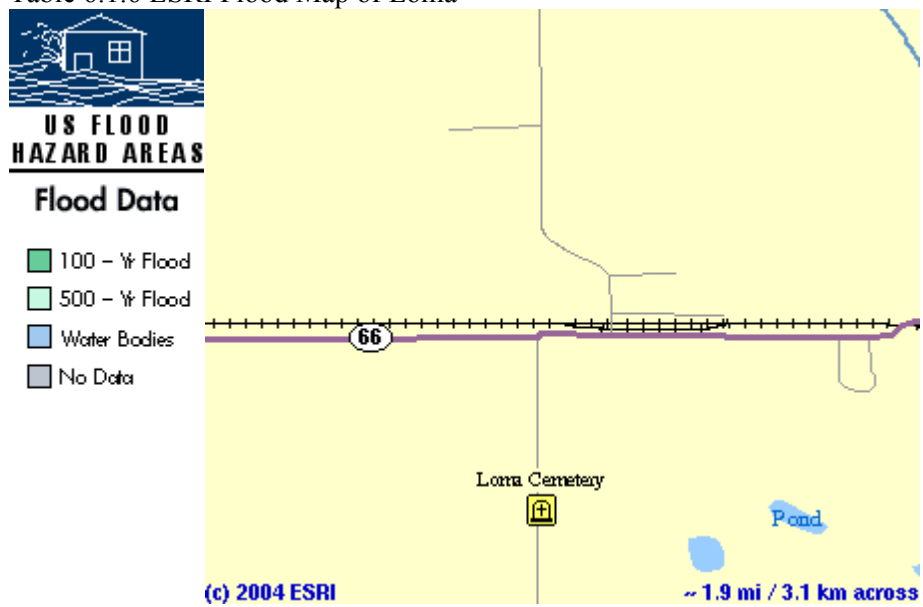 Table 6.1.6 ESRI Flood Map of Loma
US FLOOD
HAZARD AREAS
Flood Data
100 - Yr Flood
500 - Yr Flood
Water Bodies
No Data
66
Loma Cemetery
Pond
(c) 2004 ESRI
~ 1.9 mi / 3.1 km across